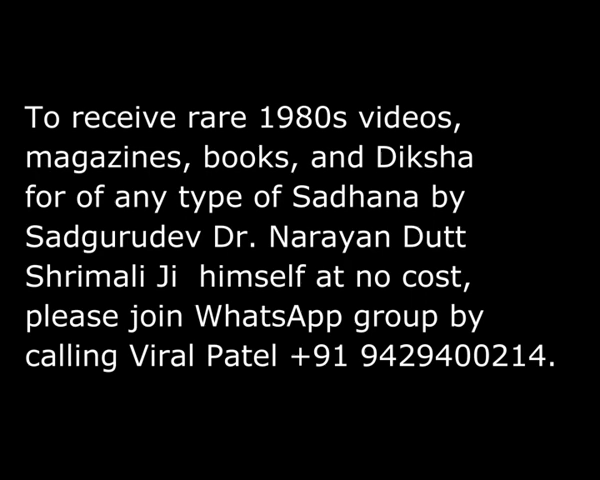 To receive rare 1980s videos,
magazines, books, and Diksha
for of any type of Sadhana by
Sadgurudev Dr. Narayan Dutt
Shrimali Ji  himself at no cost,
please join WhatsApp group by
calling Viral Patel +91 9429400214.